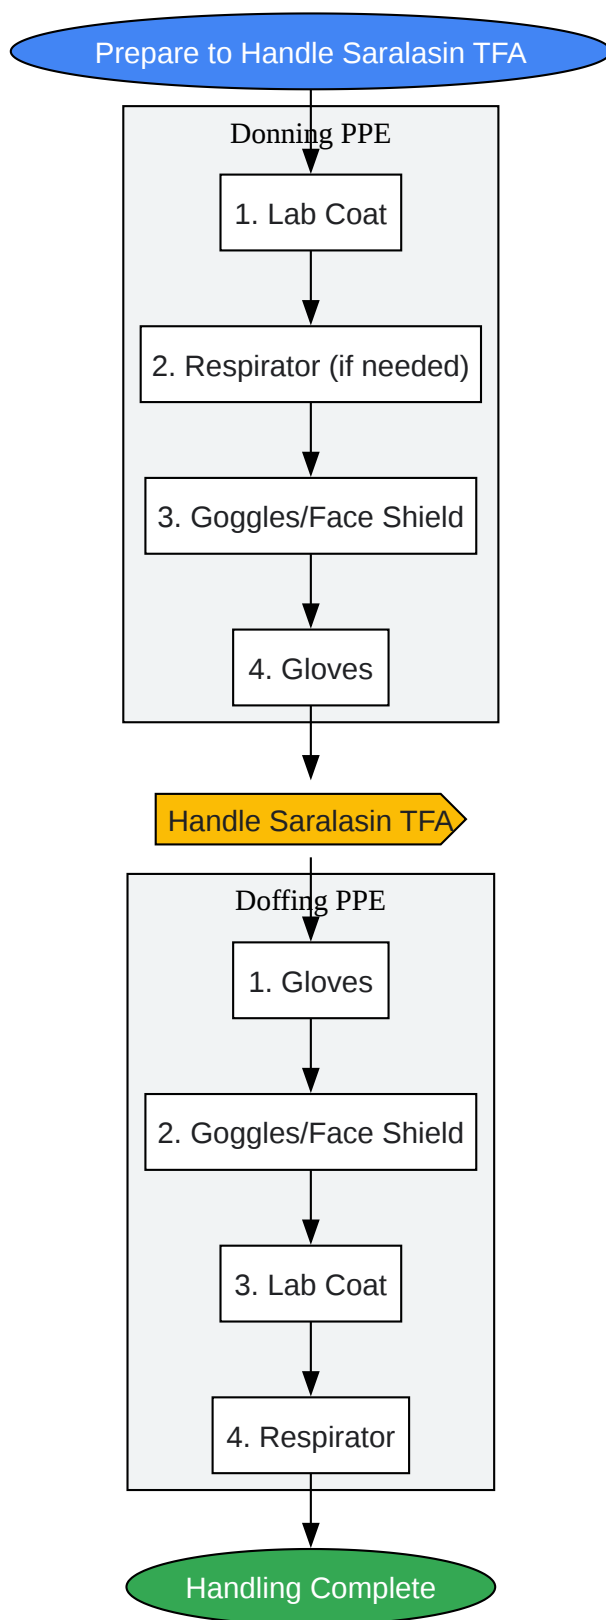 Prepare to Handle Saralasin TFA
Donning PPE
1. Lab Coat
2. Respirator (if needed)
3. Goggles/Face Shield
4. Gloves
Handle Saralasin TFA
Doffing PPE
1. Gloves
2. Goggles/Face Shield
3. Lab Coat
4. Respirator
Handling Complete